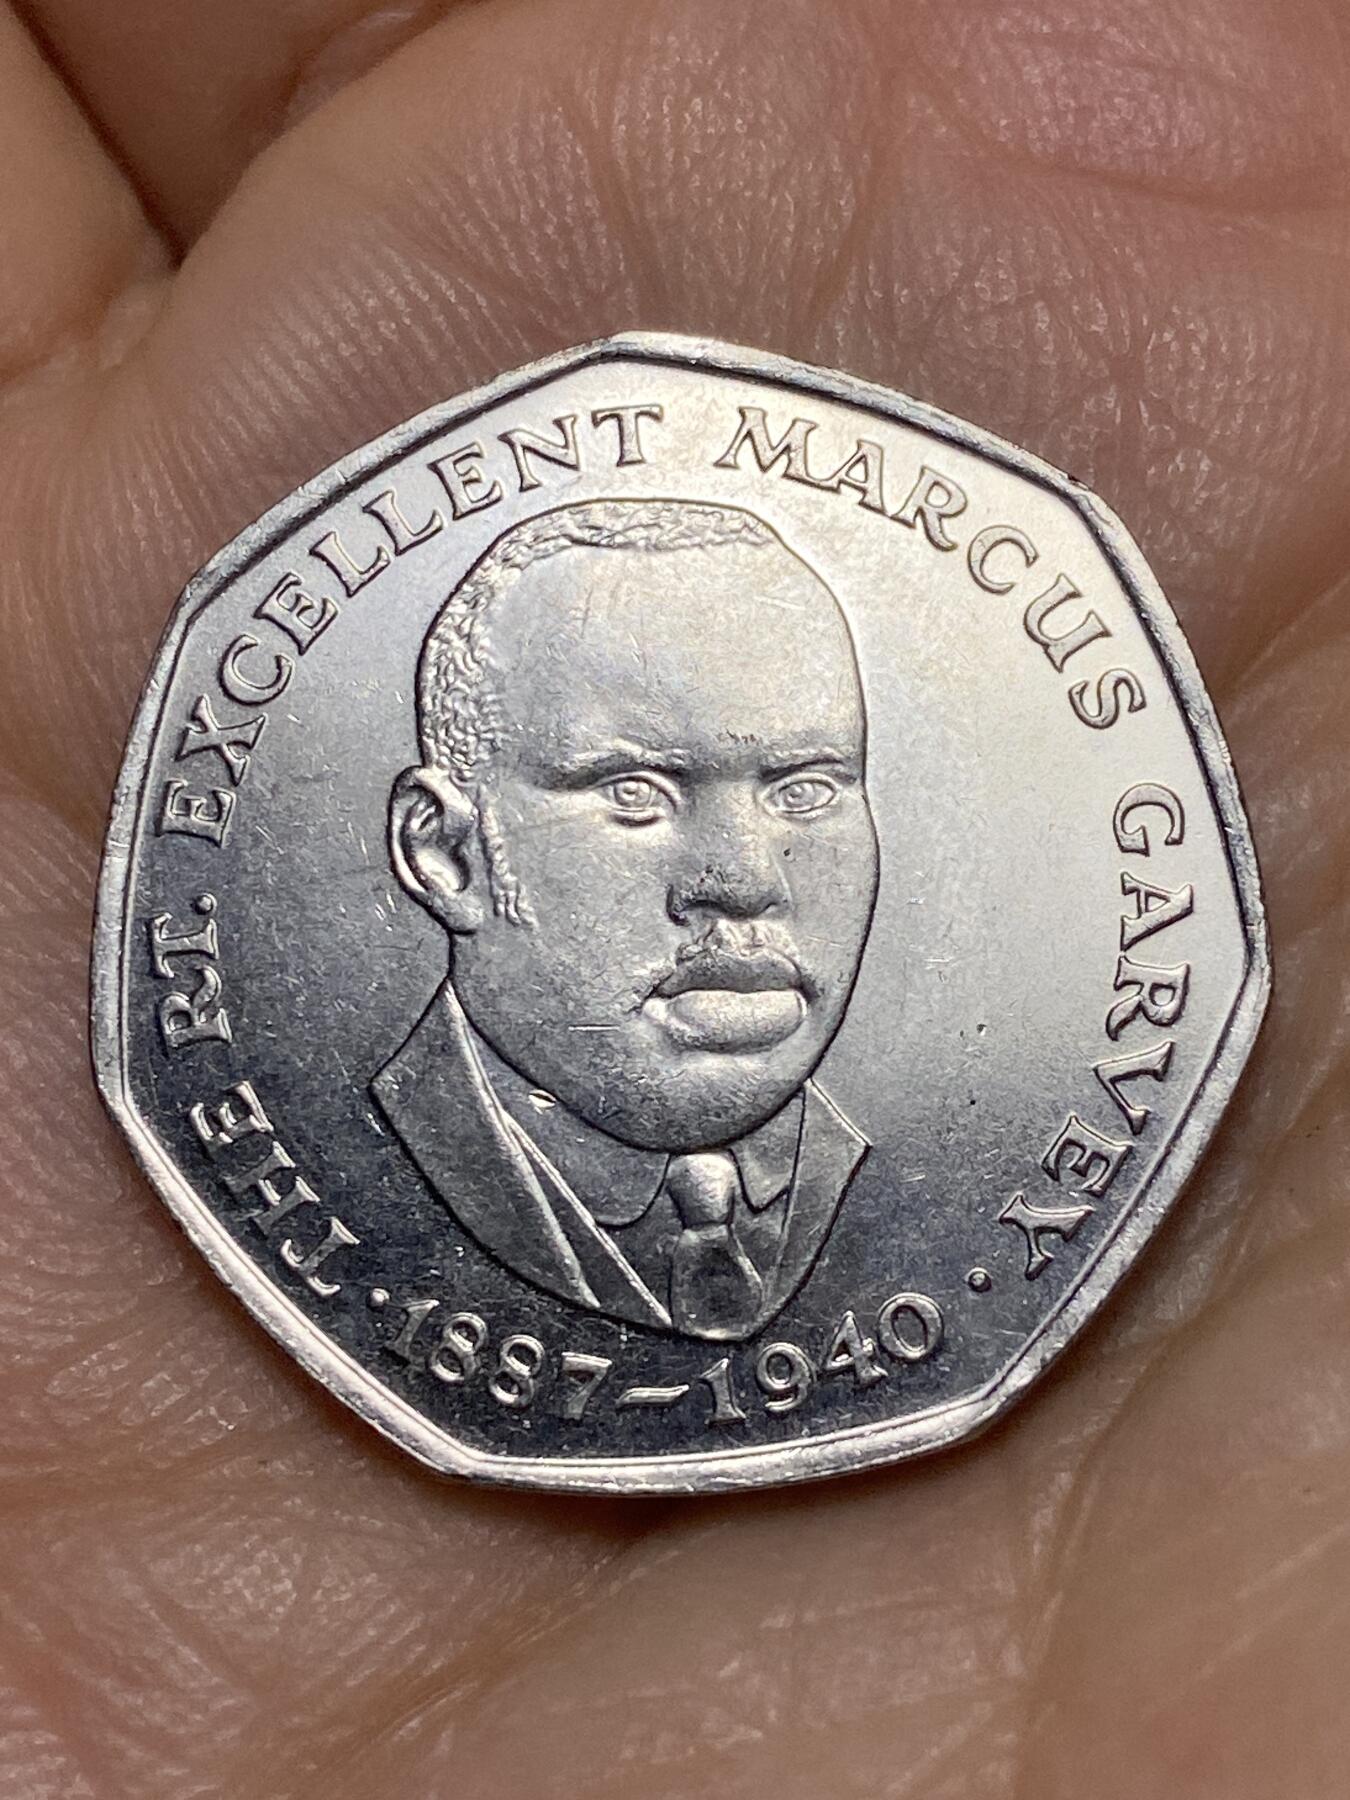 THE RT. EXCELLENT MARCUS GARVEY
· 1887-1940 ·